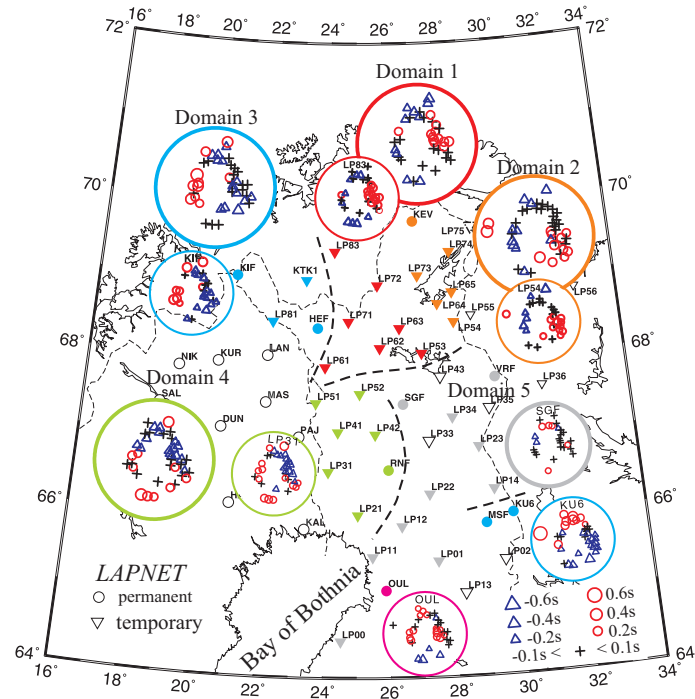 18° 20° 22° 24° 26° 28° 30° 32°
16° 34°
72° 72°
Domain 1
Domain 3
Domain 2
LP83
70° 70°
KEV
LP75
LP74
LP83
KIF
KIF
KTK1
LP73
LP72
LP65
LP54
LP56
LP64
LP55
LP81
HEF
LP71
LP63
LP54
68° 68°
NIK
KUR
LAN
LP61
LP62
LP53
VRF
LP43
LP36
Domain 4
Domain 5
SAL
MAS
LP51
LP52
SGF
LP35
LP34
SGF
DUN
PAJ
LP31
LP41
LP42
LP33
LP23
LP31
RNF
66° 66°
LP22
LP14
KU6
KU6
MSF
KAL
LP21
LP12
LP11
LP01
LP02
LAPNET
permanent
temporary
OUL
LP13
OUL
Bay of Bothnia
LP00
-0.6s 0.6s
-0.4s 0.4s
-0.2s 0.2s
-0.1s < < 0.1s
64° 64°
16° 34°
18° 20° 22° 24° 26° 28° 30° 32°